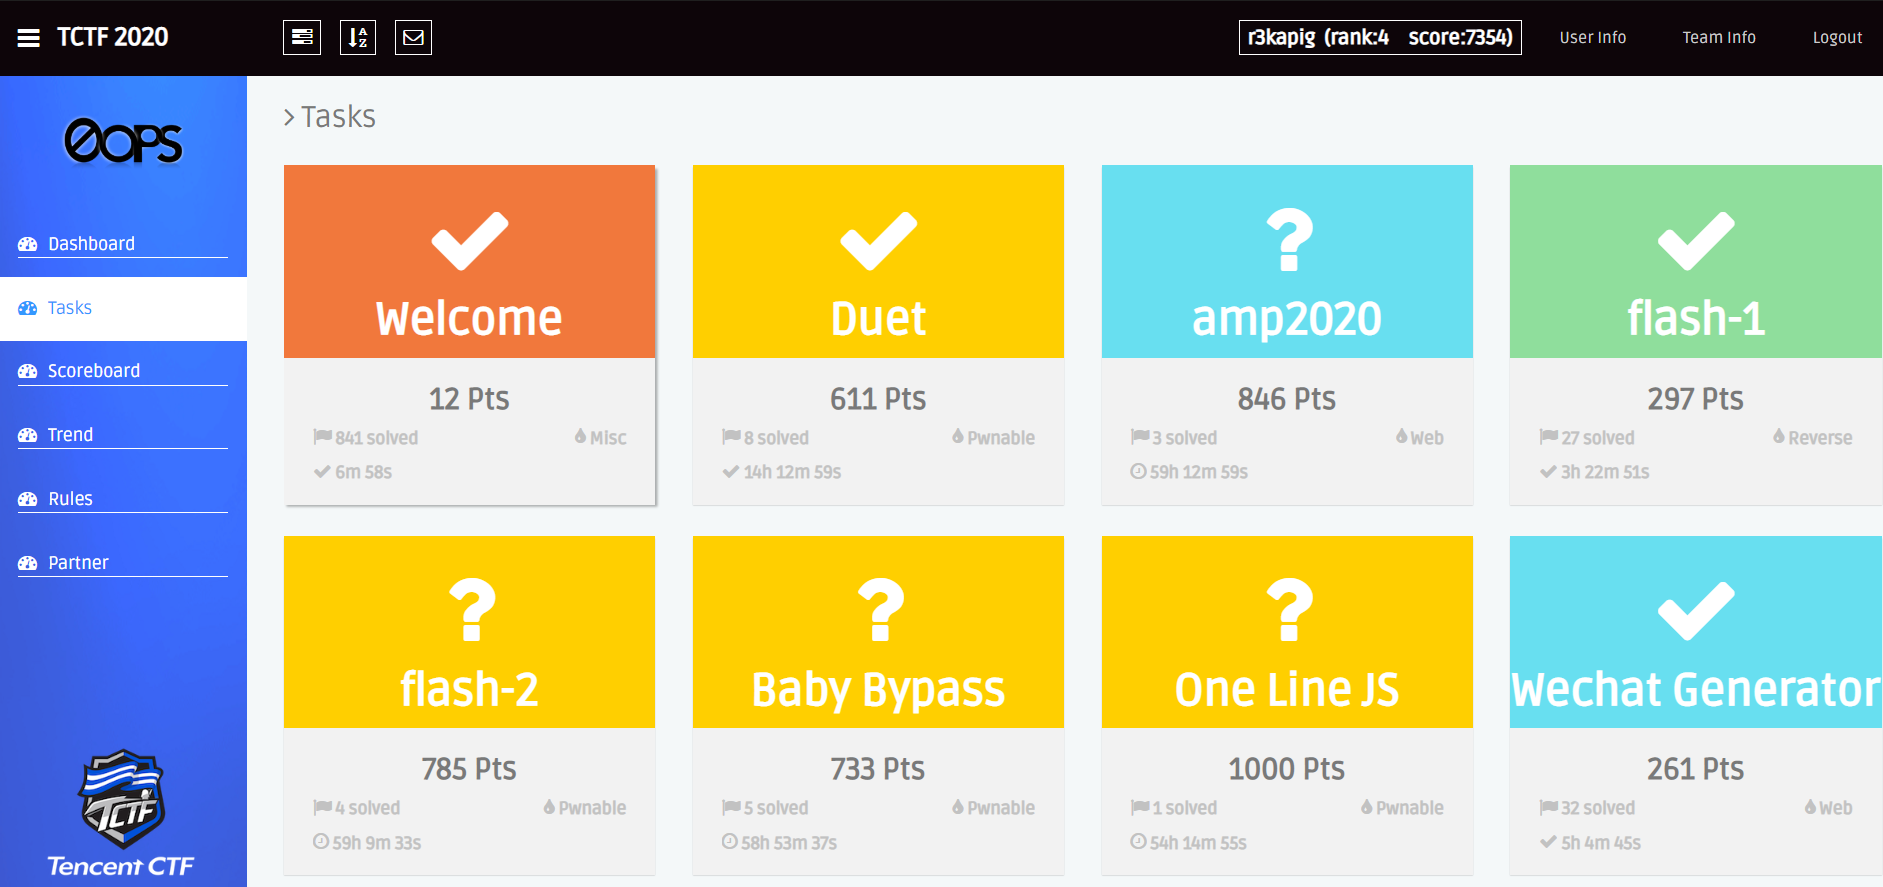 TCTF 2020
r3kapig (rank:4 score:7354)
User Info
Team Info
Logout
0OPS
Dashboard
Tasks
Scoreboard
Trend
Rules
Partner
TCTF
Tencent CTF
Tasks
Welcome
12 Pts
841 solved
Misc
6m 58s
Duet
611 Pts
8 solved
Pwnable
14h 12m 59s
amp2020
846 Pts
3 solved
Web
59h 12m 59s
flash-1
297 Pts
27 solved
Reverse
3h 22m 51s
flash-2
785 Pts
4 solved
Pwnable
59h 9m 33s
Baby Bypass
733 Pts
5 solved
Pwnable
58h 53m 37s
One Line JS
1000 Pts
1 solved
Pwnable
54h 14m 55s
Wechat Generator
261 Pts
32 solved
Web
5h 4m 45s